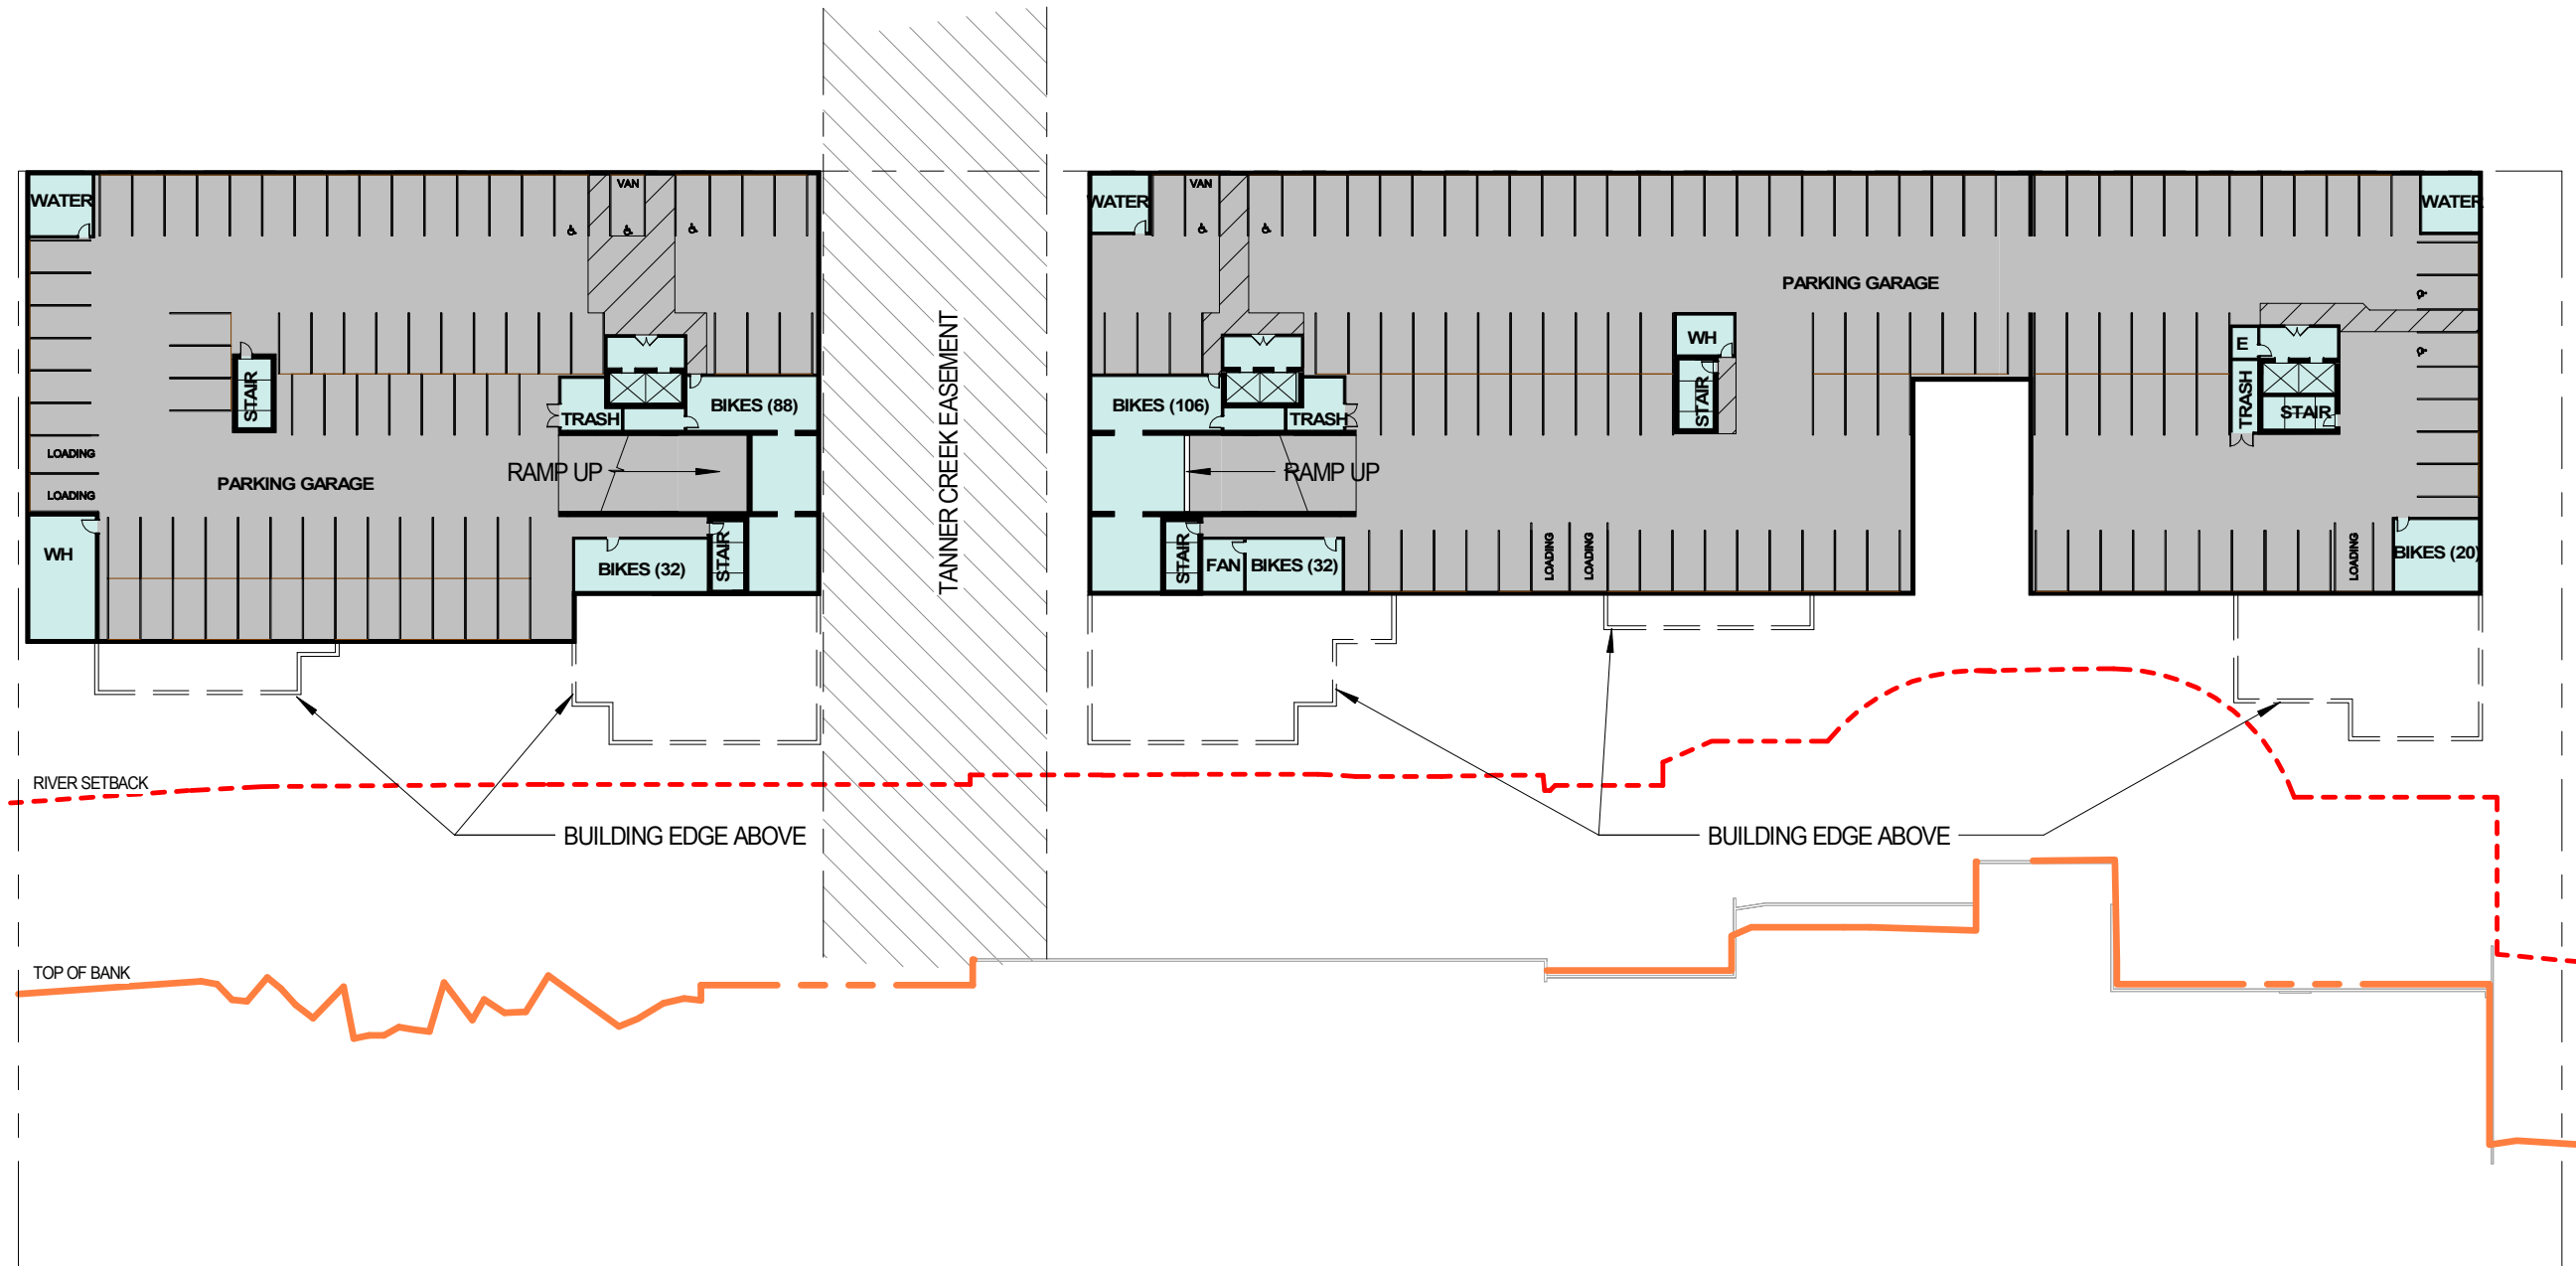 VAN
VAN
WATER
WATER
WATER
PARKING GARAGE
TANNER CREEK EASEMENT
WH
E
STAIR
TRASH
BIKES (88)
BIKES (106)
TRASH
STAIR
TRASH
STAIR
LOADING
RAMP UP
RAMP UP
PARKING GARAGE
LOADING
WH
BIKES (32)
STAIR
STAIR
FAN
BIKES (32)
LOADING
LOADING
LOADING
BIKES (20)
RIVER SETBACK
BUILDING EDGE ABOVE
BUILDING EDGE ABOVE
TOP OF BANK